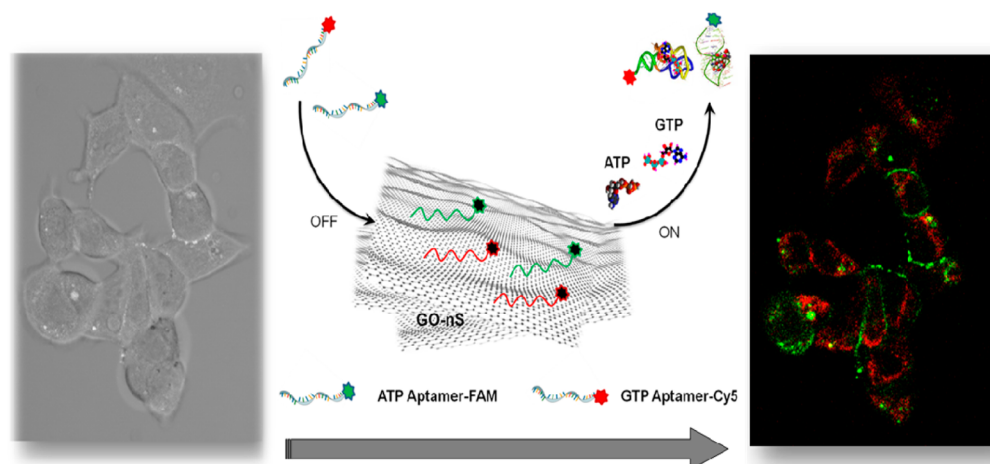 GTP
ATP
OFF
ON
GO-nS
ATP Aptamer-FAM
GTP Aptamer-Cy5